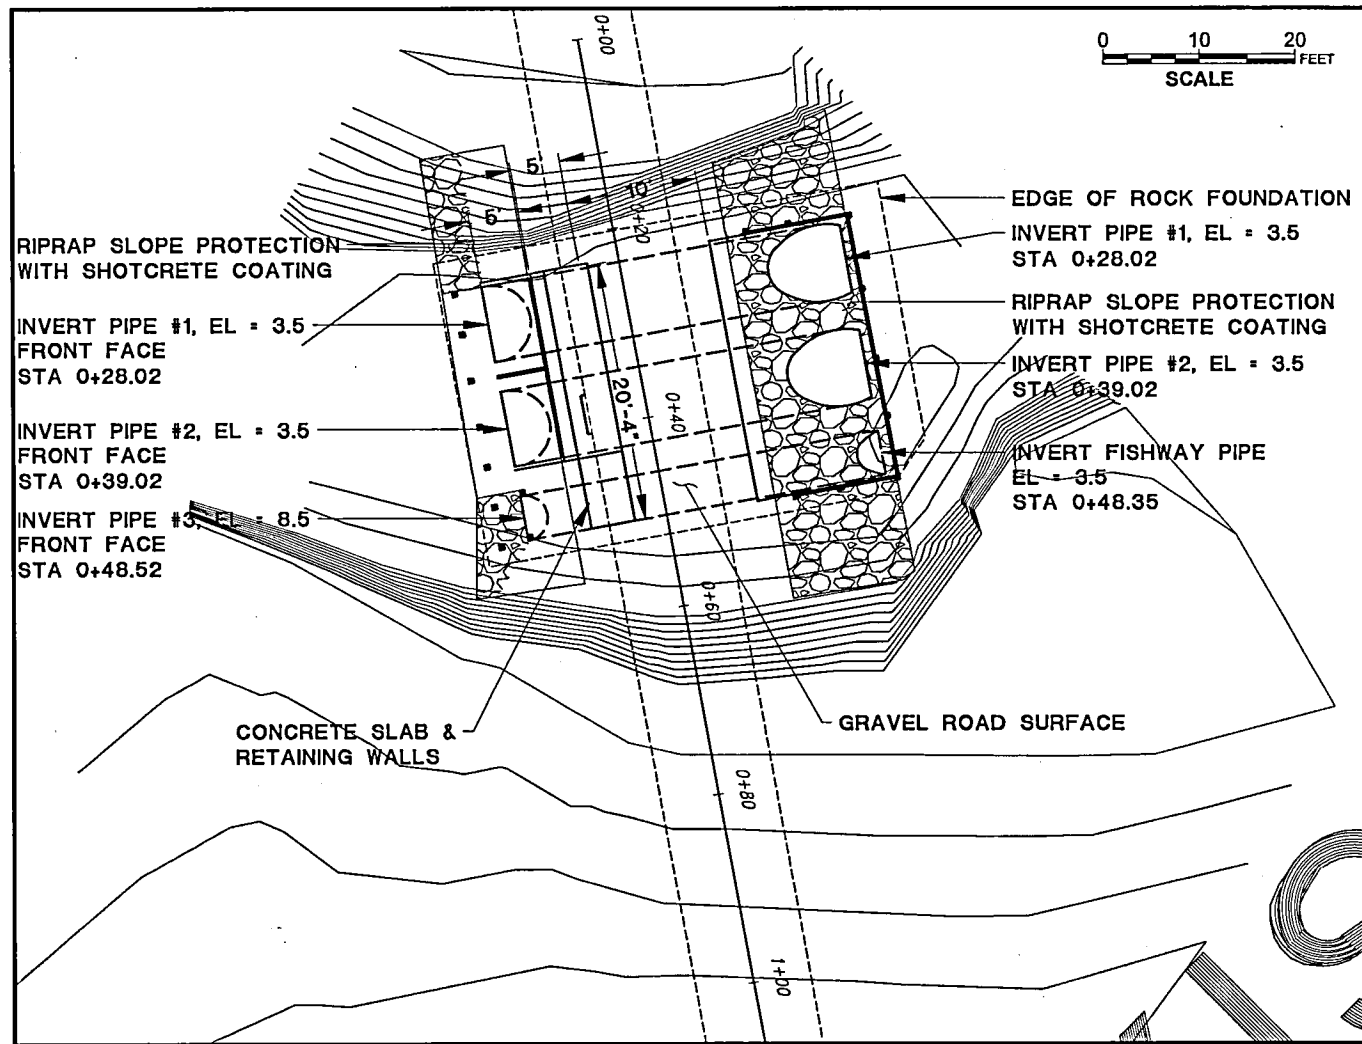 0 10 20
FEET
SCALE
0+00
5'
10'
5'
0+20
EDGE OF ROCK FOUNDATION
INVERT PIPE #1, EL = 3.5
STA 0+28.02
RIPRAP SLOPE PROTECTION
WITH SHOTCRETE COATING
INVERT PIPE #2, EL = 3.5
STA 0+39.02
INVERT FISHWAY PIPE
EL = 3.5
STA 0+48.35
RIPRAP SLOPE PROTECTION
WITH SHOTCRETE COATING
INVERT PIPE #1, EL = 3.5
FRONT FACE
STA 0+28.02
INVERT PIPE #2, EL = 3.5
FRONT FACE
STA 0+39.02
INVERT PIPE #3, EL = 8.5
FRONT FACE
STA 0+48.52
20'-4"
0+40
0+60
CONCRETE SLAB &
RETAINING WALLS
GRAVEL ROAD SURFACE
0+80
1+00